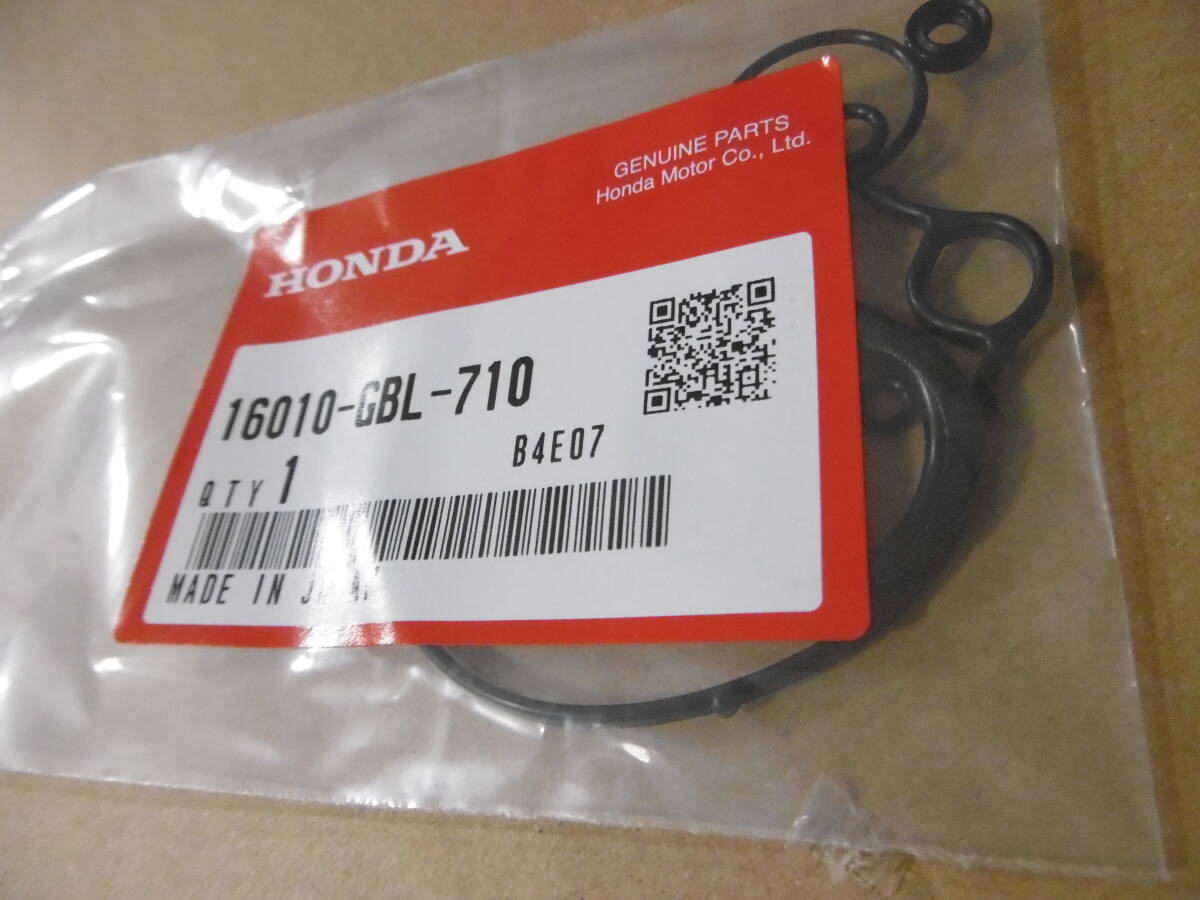 GENUINE PARTS
Honda Motor Co., Ltd.
HONDA
16010-GBL-710
B4E07
QTY 1
MADE IN JAPAN